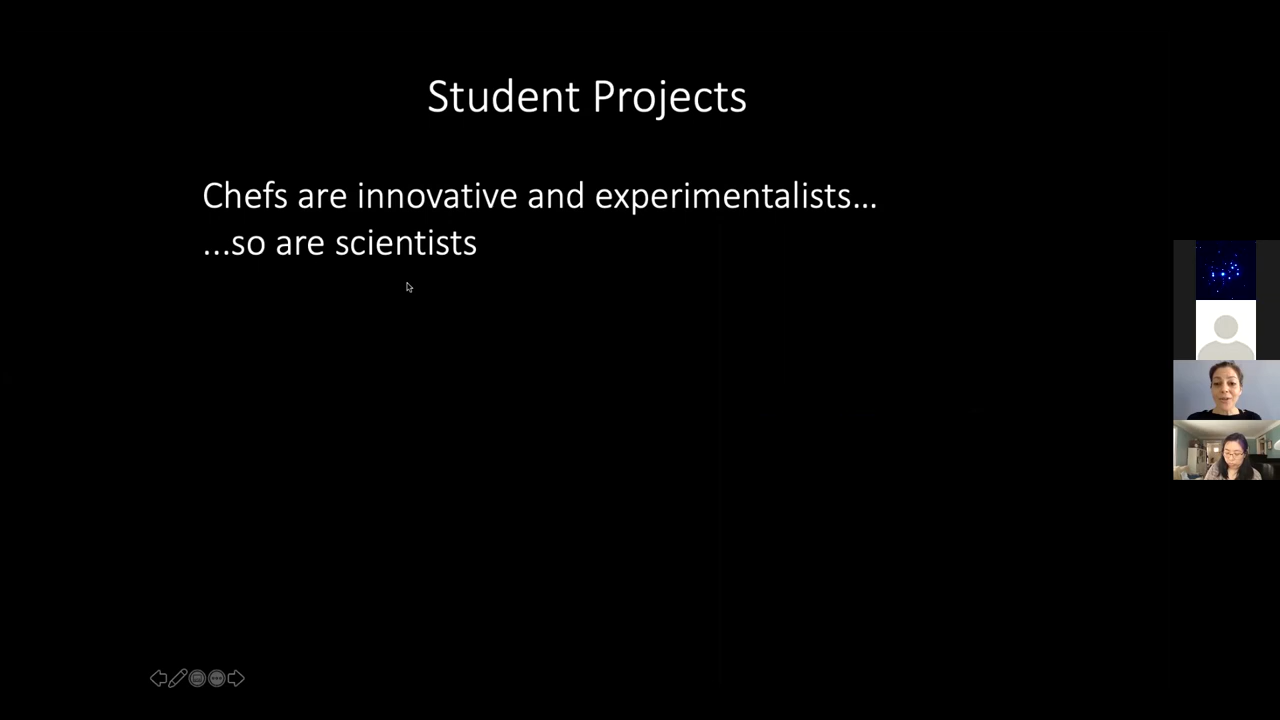 Student Projects
Chefs are innovative and experimentalists...
...so are scientists